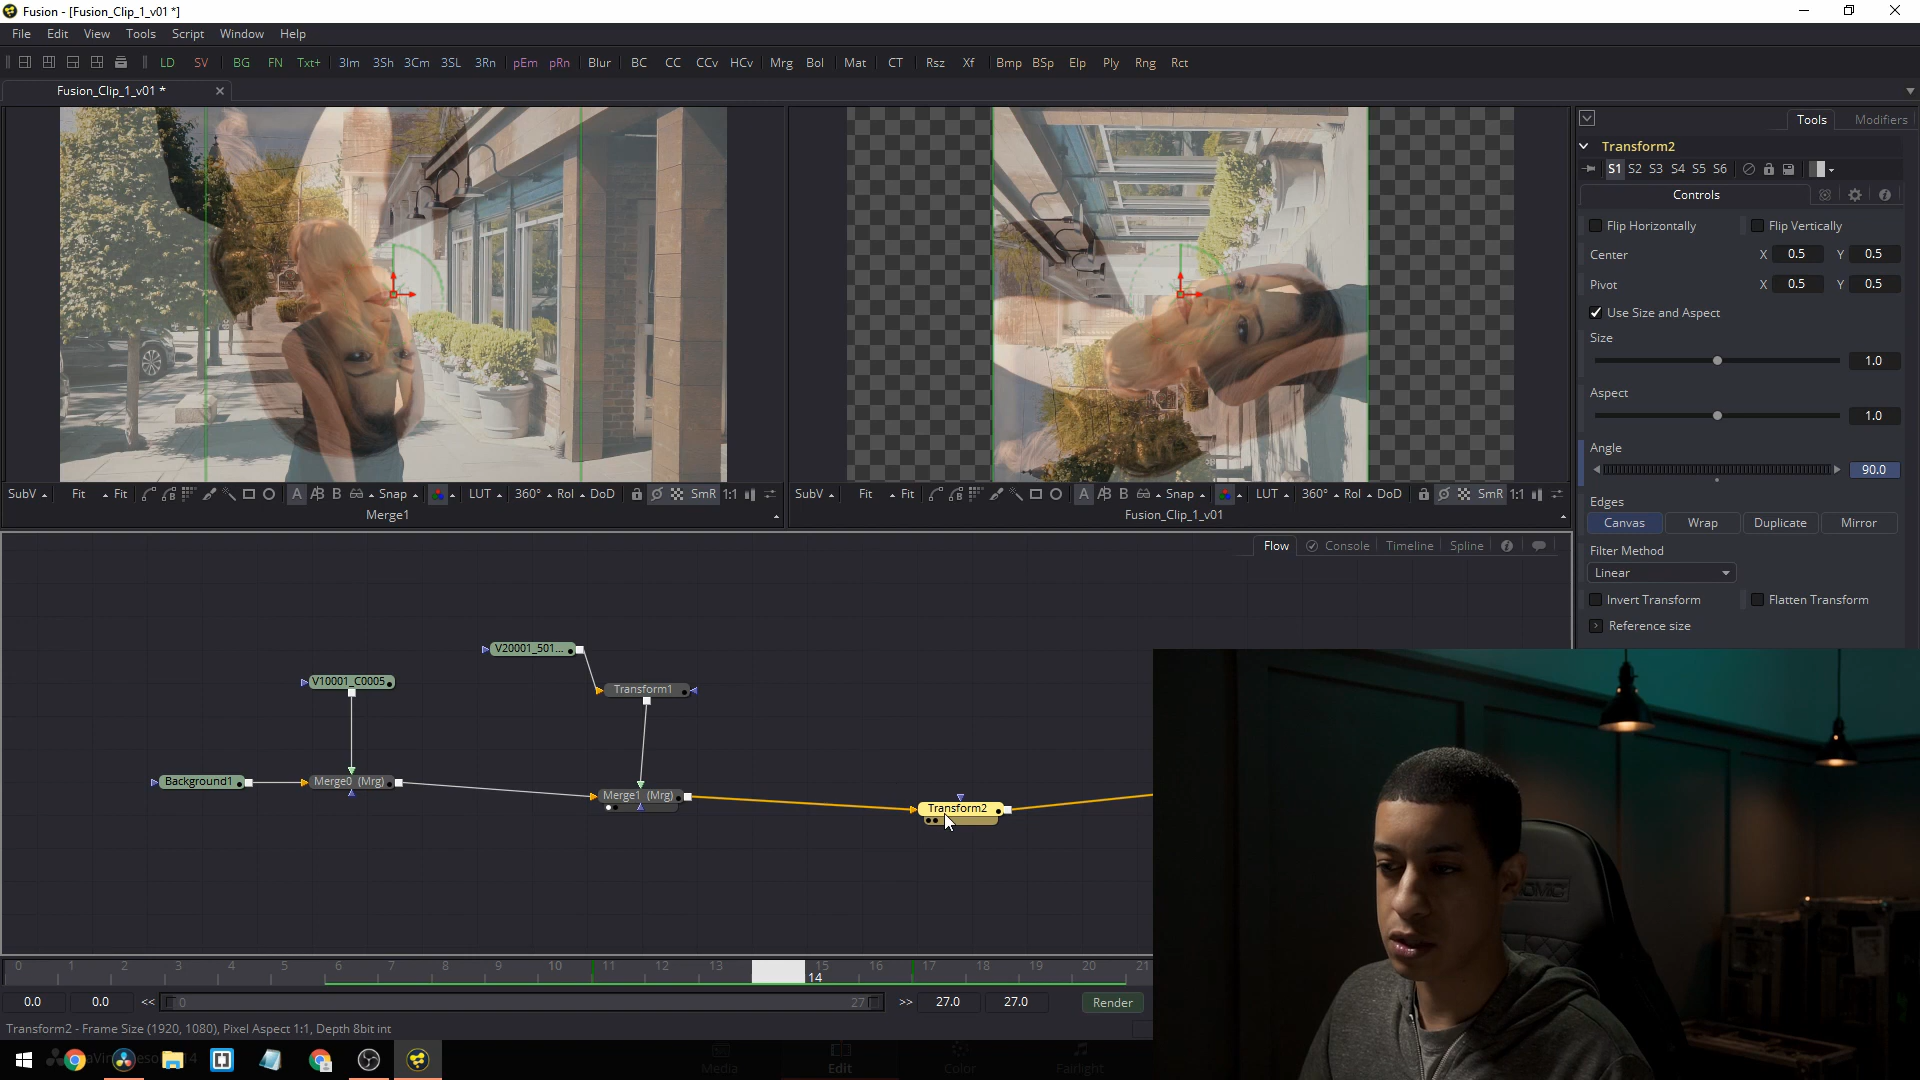 Fusion - [Fusion_Clip_1_v01 *]
File Edit View Tools Script Window Help
LD SV BG FN Txt+ 3Im 3Sh 3Cm 3SL 3Rn pEm pRn Blur BC CC CCv HCv Mrg Bol Mat CT Rsz Xf Bmp BSp Elp Ply Rng Rct
Fusion_Clip_1_v01 *
Tools Modifiers
Transform2
S1 S2 S3 S4 S5 S6
Controls
Flip Horizontally Flip Vertically
Center X 0.5 Y 0.5
Pivot X 0.5 Y 0.5
Use Size and Aspect
Size
1.0
Aspect
1.0
Angle
90.0
Edges
Canvas Wrap Duplicate Mirror
Filter Method
Linear
Invert Transform Flatten Transform
Reference size
SubV Fit Fit A B Snap LUT 360° RoI DoD SmR 1:1
Merge1
SubV Fit Fit A B Snap LUT 360° RoI DoD SmR 1:1
Fusion_Clip_1_v01
Flow Console Timeline Spline
V20001_501...
V10001_C0005
Transform1
Background1
Merge0 (Mrg)
Merge1 (Mrg)
Transform2
0 1 2 3 4 5 6 7 8 9 10 11 12 13 15 16 17 18 19 20 21
14
0.0 0.0 << 0 27 >> 27.0 27.0 Render
Transform2 - Frame Size (1920, 1080), Pixel Aspect 1:1, Depth 8bit int
Media Edit Color Fairlight